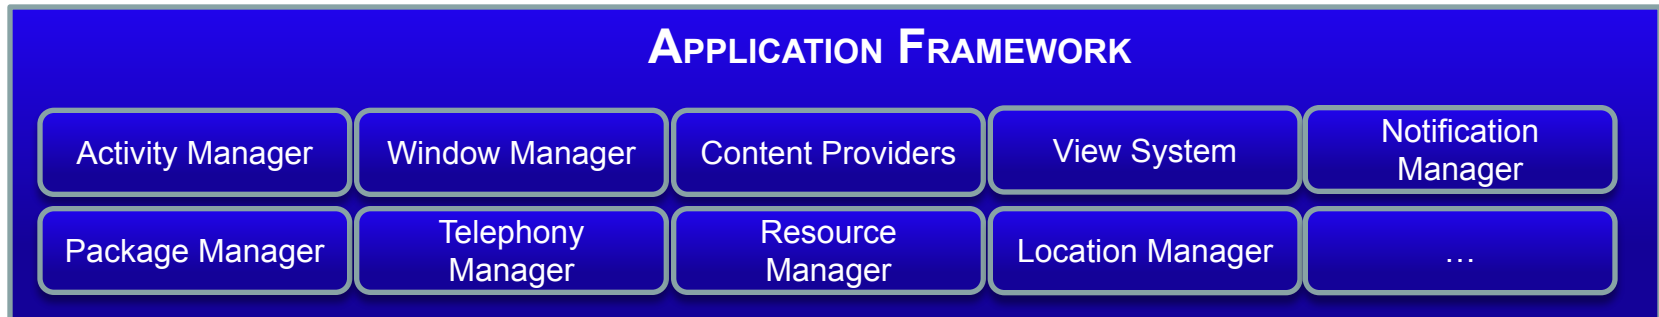 APPLICATION FRAMEWORK
Activity Manager
Window Manager
Content Providers
View System
Notification
Manager
Package Manager
Telephony
Manager
Resource
Manager
Location Manager
…